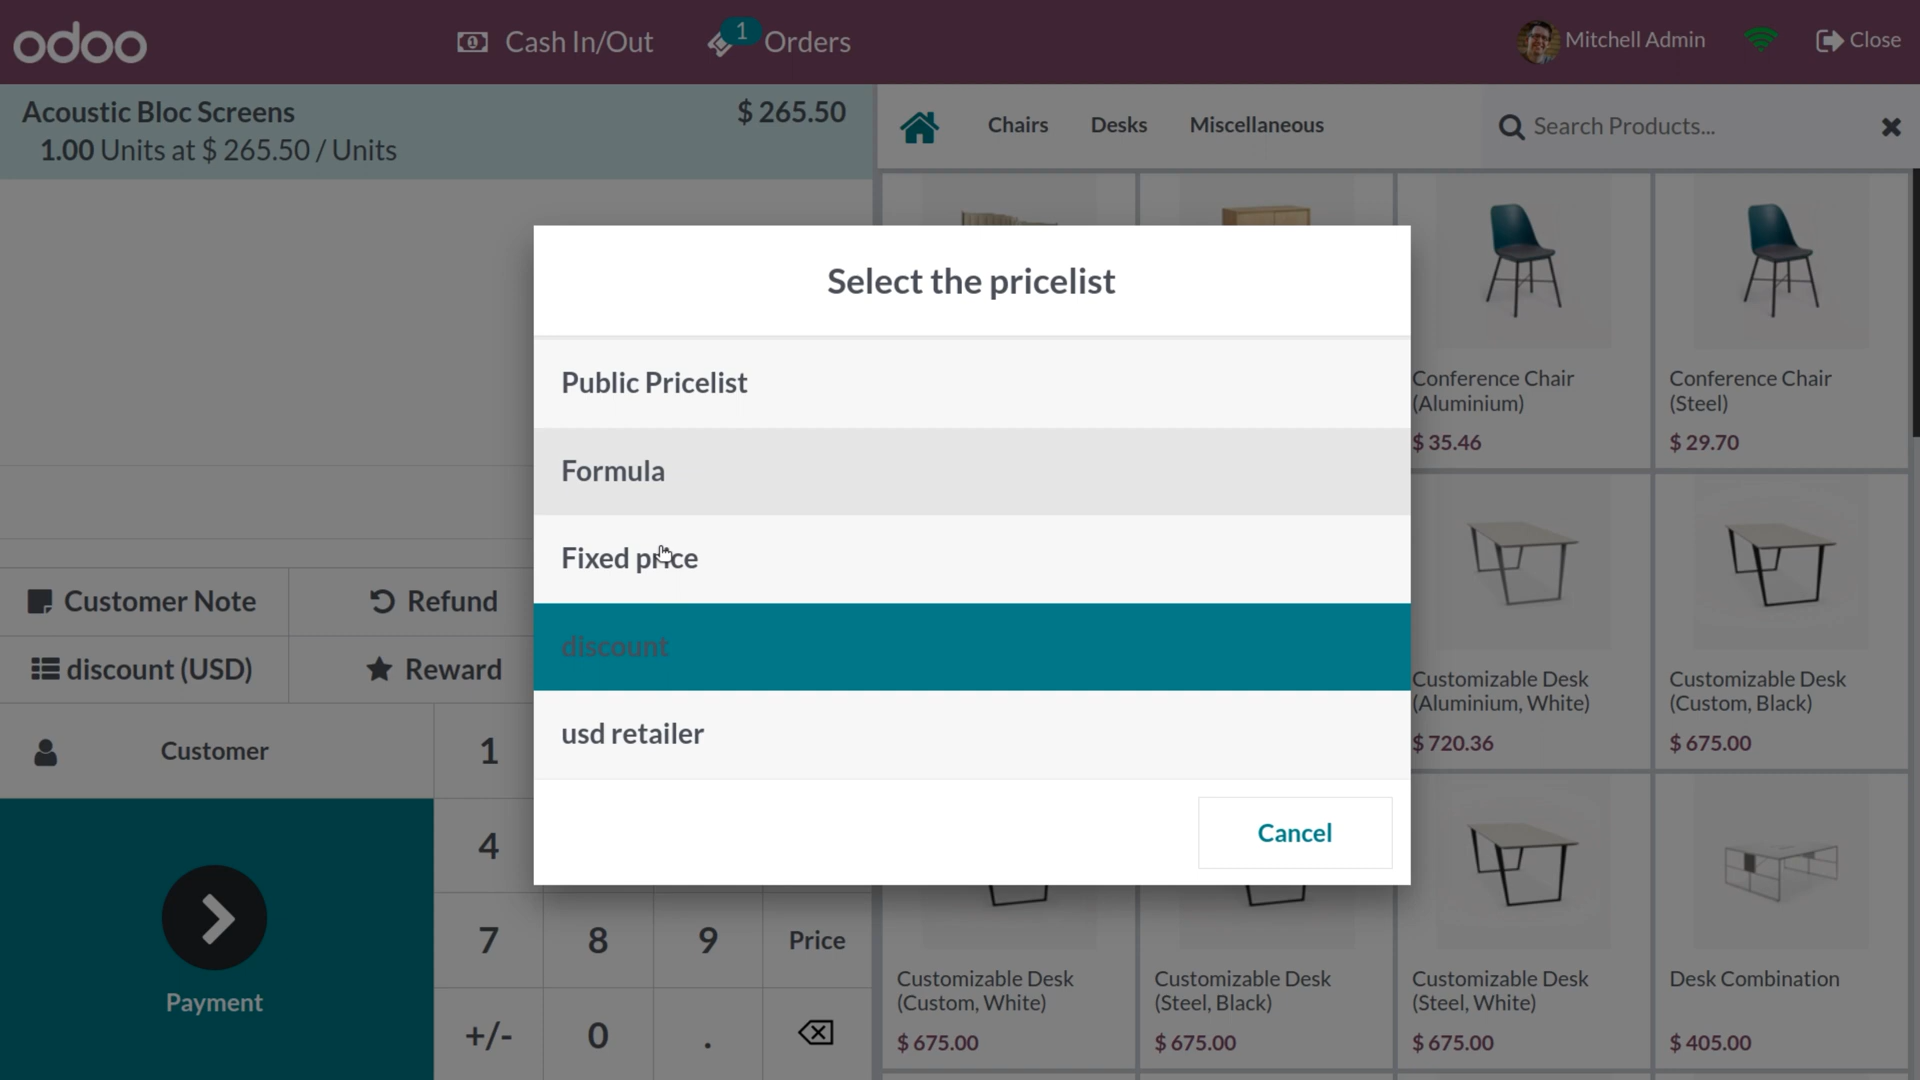 odoo
Cash In/Out
1
Orders
Mitchell Admin
Close
Acoustic Bloc Screens
$ 265.50
1.00 Units at $ 265.50 / Units
Chairs
Desks
Miscellaneous
Search Products...
Select the pricelist
Public Pricelist
Formula
Fixed price
discount
usd retailer
Cancel
Conference Chair
(Aluminium)
$ 35.46
Conference Chair
(Steel)
$ 29.70
Customizable Desk
(Aluminium, White)
$ 720.36
Customizable Desk
(Custom, Black)
$ 675.00
Customizable Desk
(Custom, White)
$ 675.00
Customizable Desk
(Steel, Black)
$ 675.00
Customizable Desk
(Steel, White)
$ 675.00
Desk Combination
$ 405.00
Customer Note
Refund
discount (USD)
Reward
Customer
Payment
1
4
7
8
9
Price
+/-
0
.